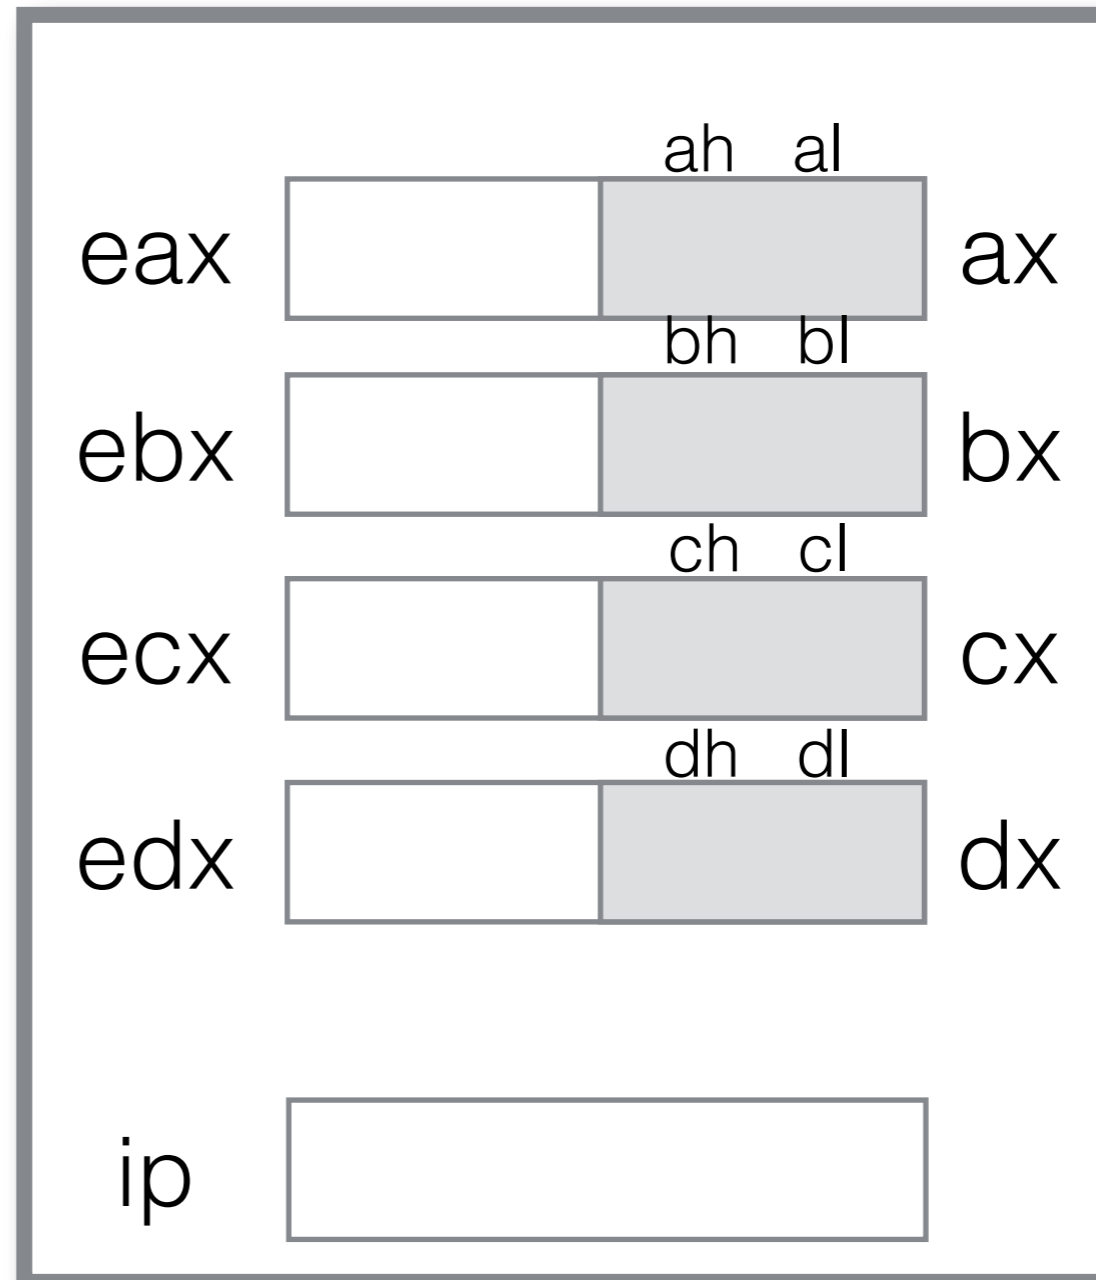 ah al
eax ax
bh bl
ebx bx
ch cl
ecx cx
dh dl
edx dx
ip